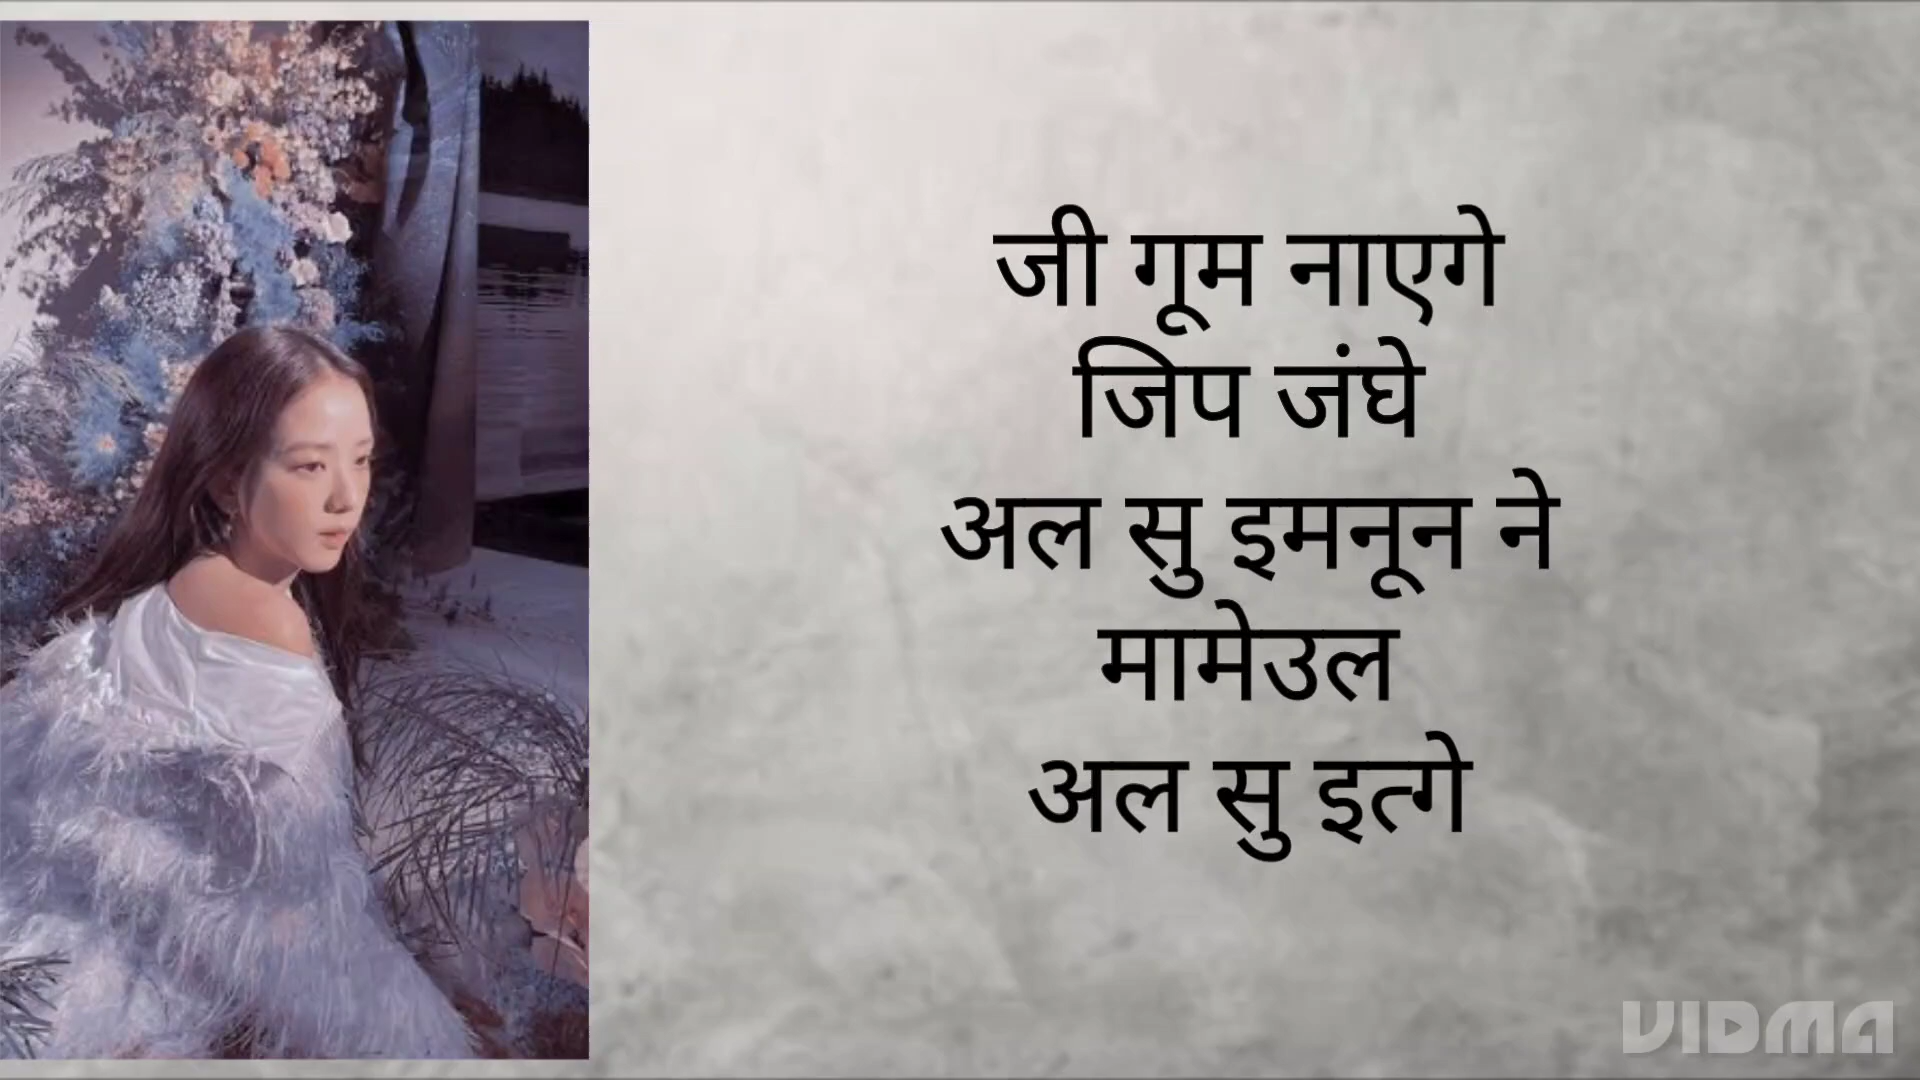 जी गूम नाएगे
जिप जंघे
अल सु इमनून ने
मामेउल
अल सु इत्गे
VIDMA